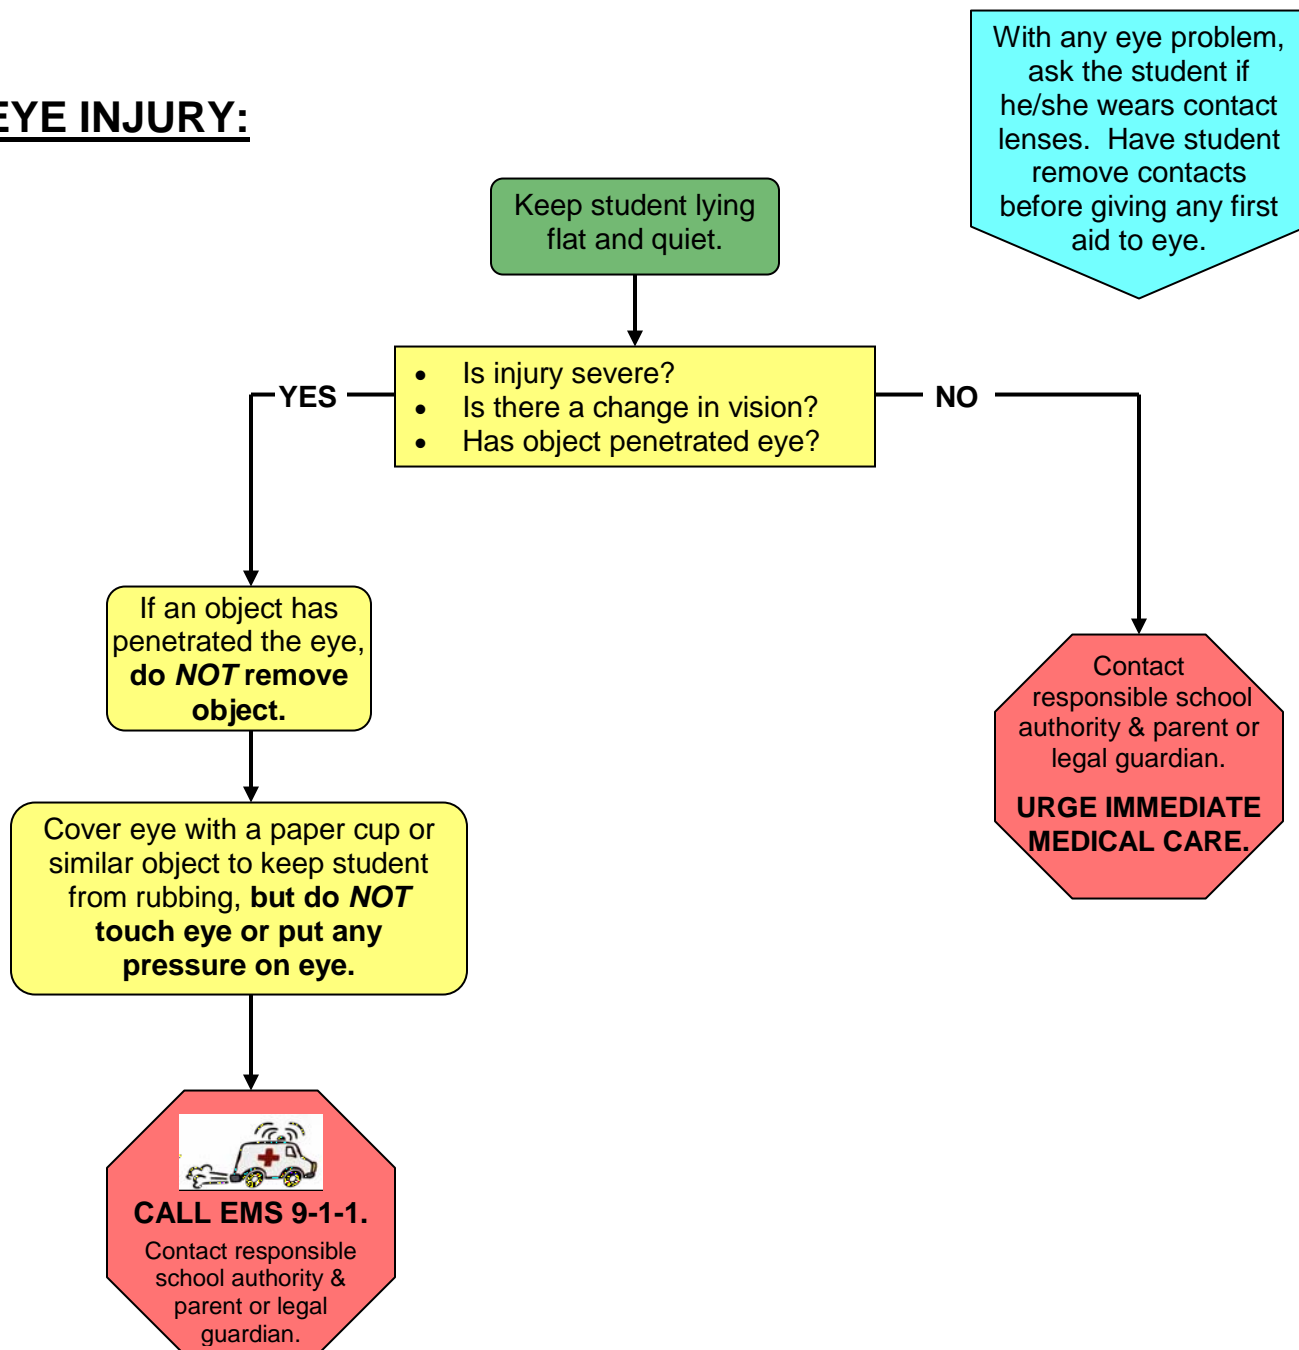 With any eye problem,
ask the student if
he/she wears contact
lenses. Have student
remove contacts
before giving any first
aid to eye.
EYE INJURY:
Keep student lying
flat and quiet.
• Is injury severe?
• Is there a change in vision?
• Has object penetrated eye?
YES
NO
If an object has
penetrated the eye,
do NOT remove
object.
Cover eye with a paper cup or
similar object to keep student
from rubbing, but do NOT
touch eye or put any
pressure on eye.
CALL EMS 9-1-1.
Contact responsible
school authority &
parent or legal
guardian.
Contact
responsible school
authority & parent or
legal guardian.
URGE IMMEDIATE
MEDICAL CARE.